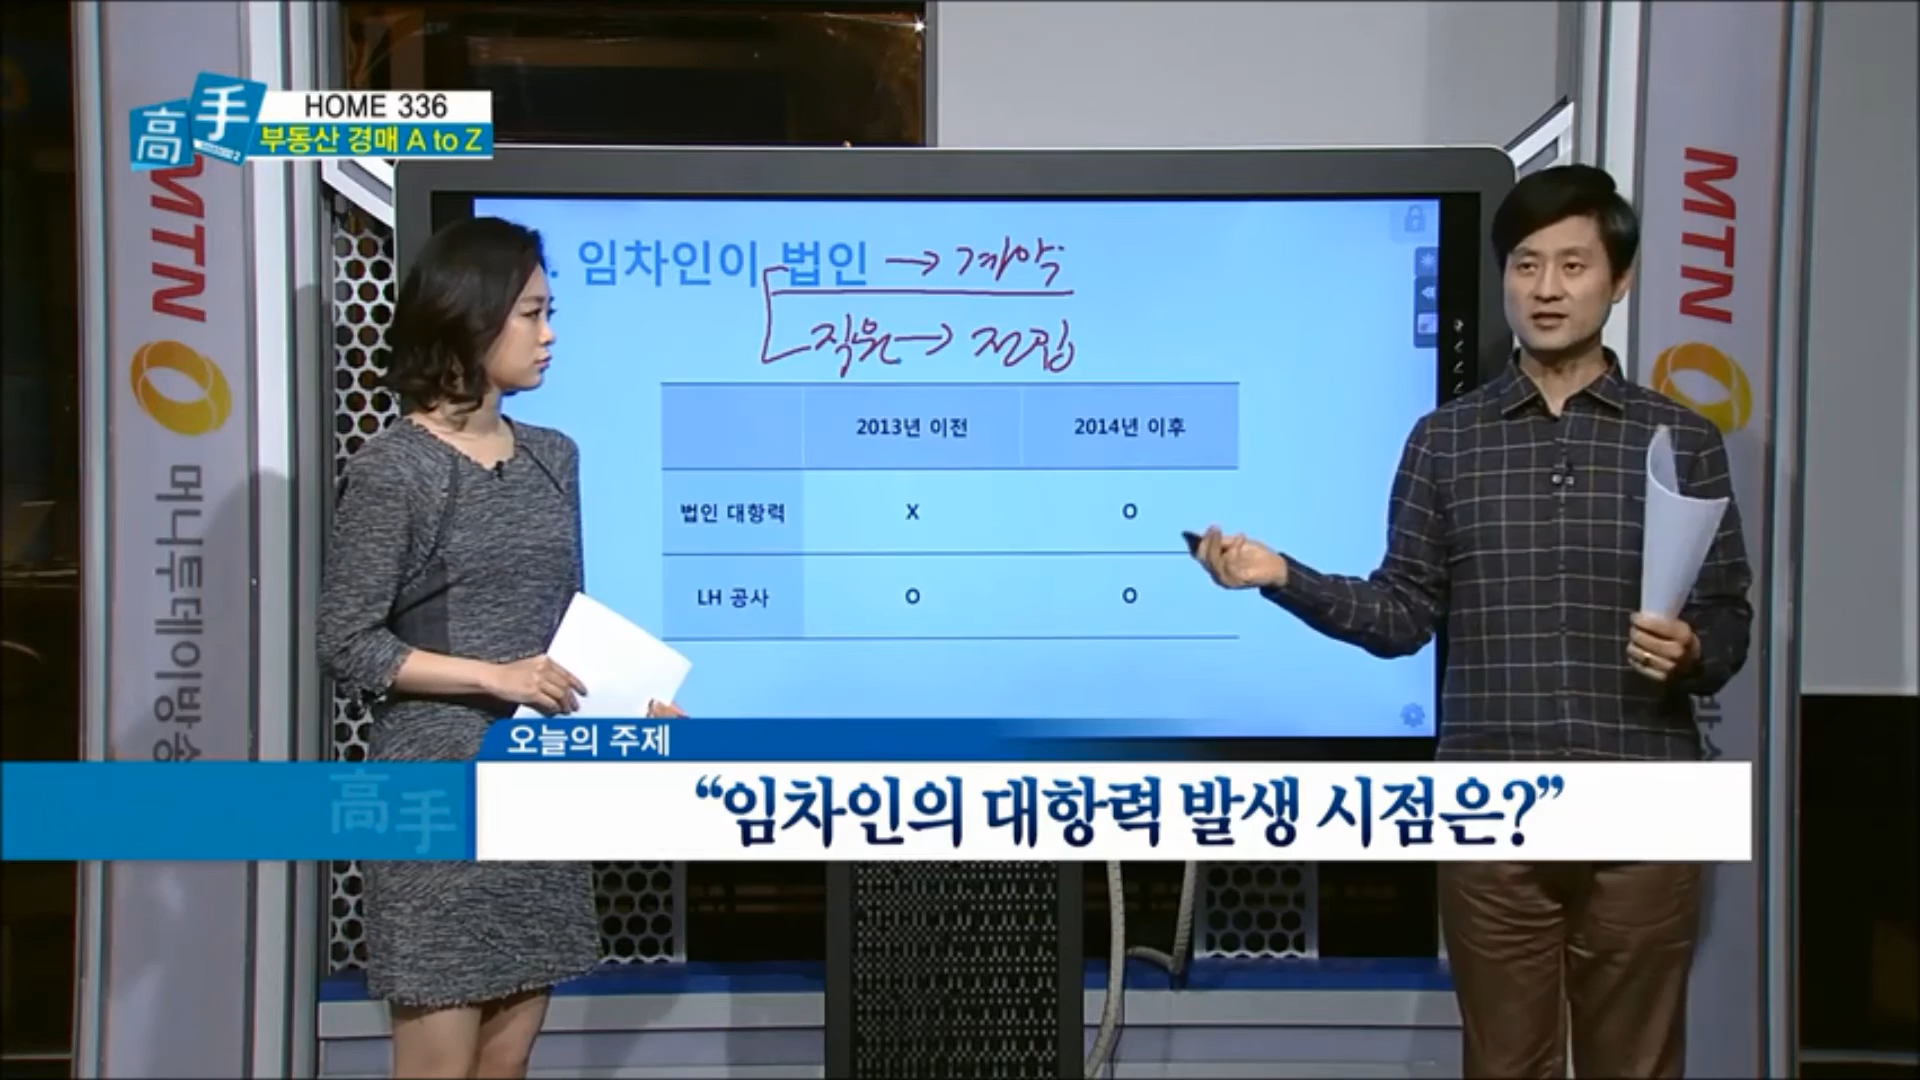 高手
HOME 336
부동산 경매 A to Z
MTN
머니투데이방송
MTN
. 임차인이 법인 → 계약
직원 → 전입
2013년 이전 2014년 이후
법인 대항력 X O
LH 공사 O O
오늘의 주제
高手
“임차인의 대항력 발생 시점은?”